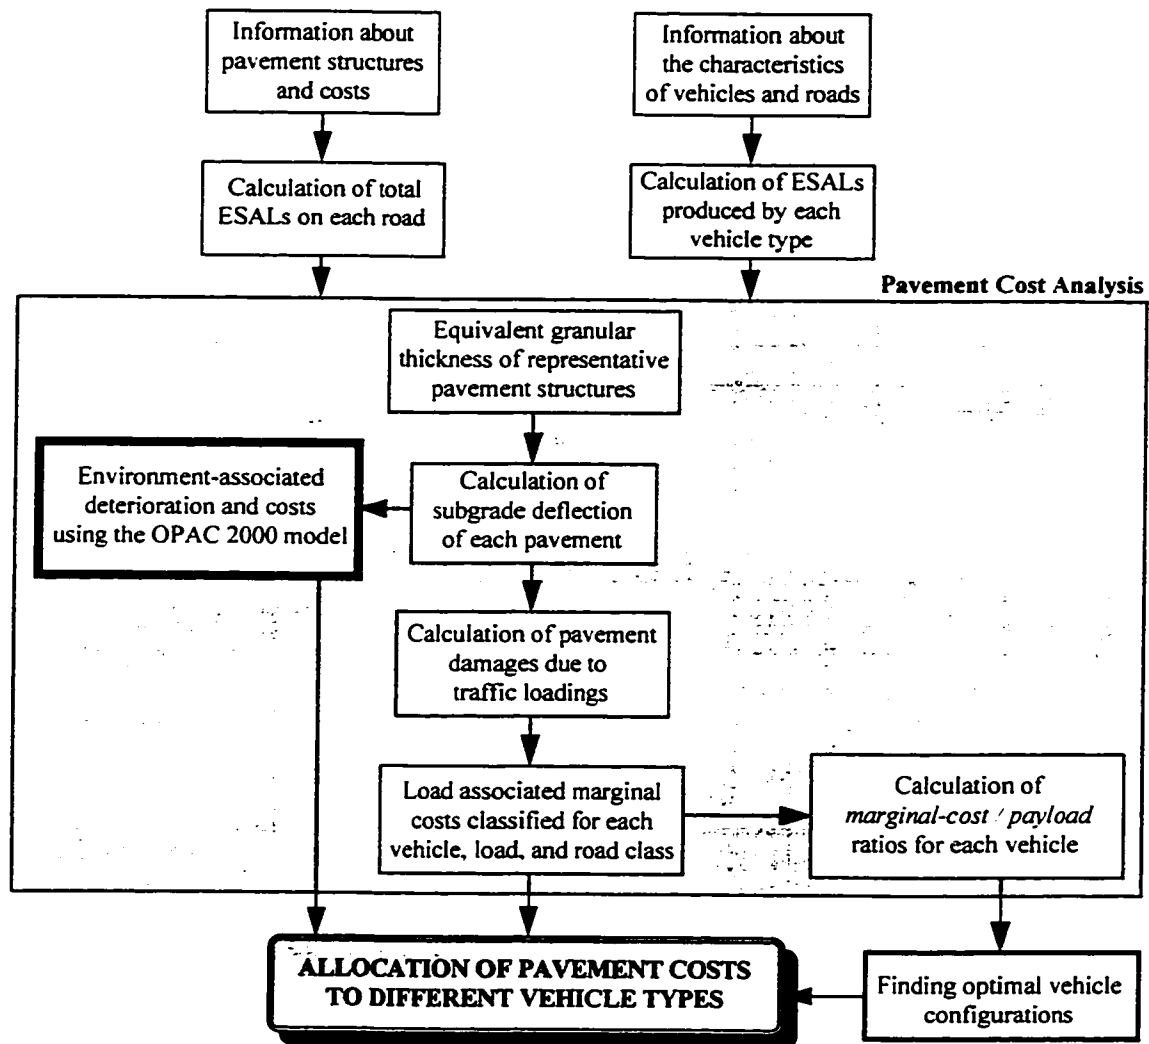 Information about
pavement structures
and costs
Information about
the characteristics
of vehicles and roads
Calculation of total
ESALs on each road
Calculation of ESALs
produced by each
vehicle type
Pavement Cost Analysis
Equivalent granular
thickness of representative
pavement structures
Environment-associated
deterioration and costs
using the OPAC 2000 model
Calculation of
subgrade deflection
of each pavement
Calculation of pavement
damages due to
traffic loadings
Load associated marginal
costs classified for each
vehicle, load, and road class
Calculation of
marginal-cost / payload
ratios for each vehicle
ALLOCATION OF PAVEMENT COSTS
TO DIFFERENT VEHICLE TYPES
Finding optimal vehicle
configurations